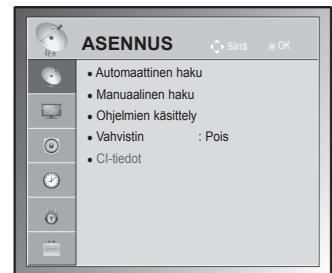 ASENNUS Siirrä OK
• Automaattinen haku
• Manuaalinen haku
• Ohjelmien käsittely
• Vahvistin : Pois
• CI-tiedot